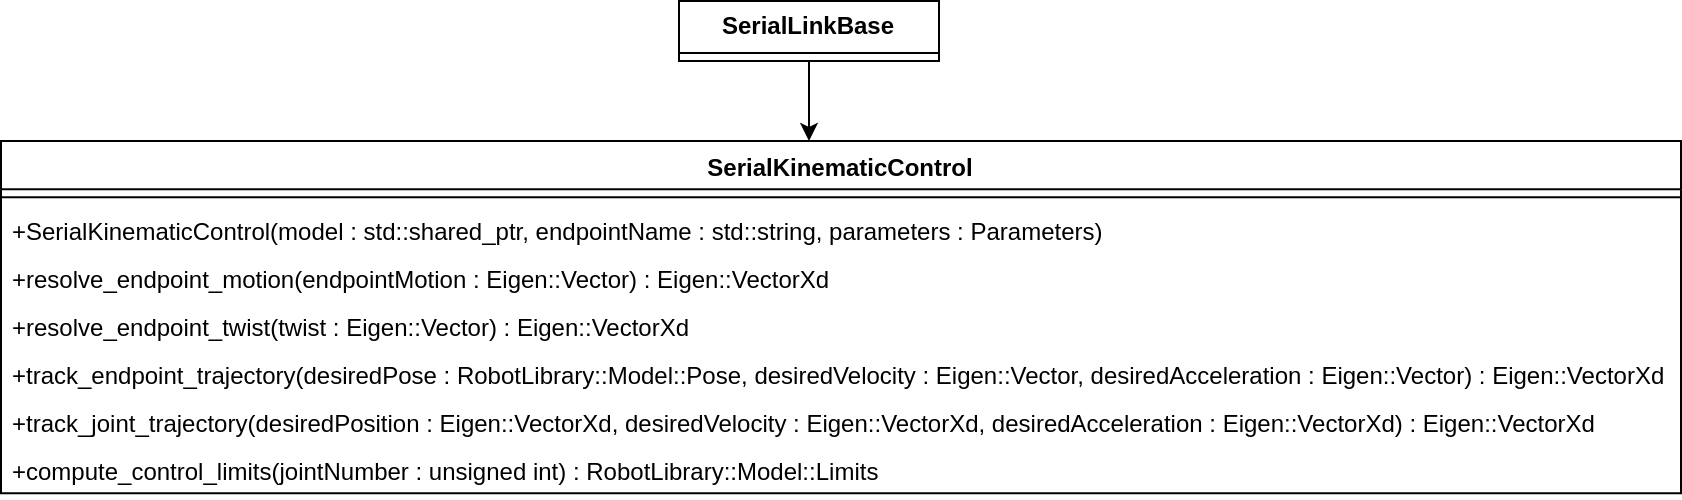 SerialLinkBase
SerialKinematicControl
+SerialKinematicControl(model : std::shared_ptr, endpointName : std::string, parameters : Parameters)
+resolve_endpoint_motion(endpointMotion : Eigen::Vector) : Eigen::VectorXd
+resolve_endpoint_twist(twist : Eigen::Vector) : Eigen::VectorXd
+track_endpoint_trajectory(desiredPose : RobotLibrary::Model::Pose, desiredVelocity : Eigen::Vector, desiredAcceleration : Eigen::Vector) : Eigen::VectorXd
+track_joint_trajectory(desiredPosition : Eigen::VectorXd, desiredVelocity : Eigen::VectorXd, desiredAcceleration : Eigen::VectorXd) : Eigen::VectorXd
+compute_control_limits(jointNumber : unsigned int) : RobotLibrary::Model::Limits